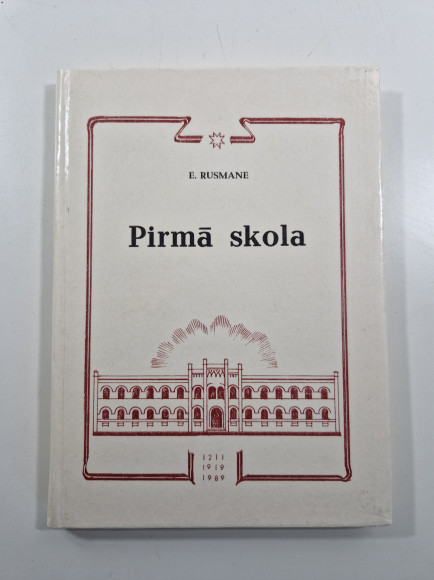 E. RUSMANE
Pirmā skola
1211
1919
1989